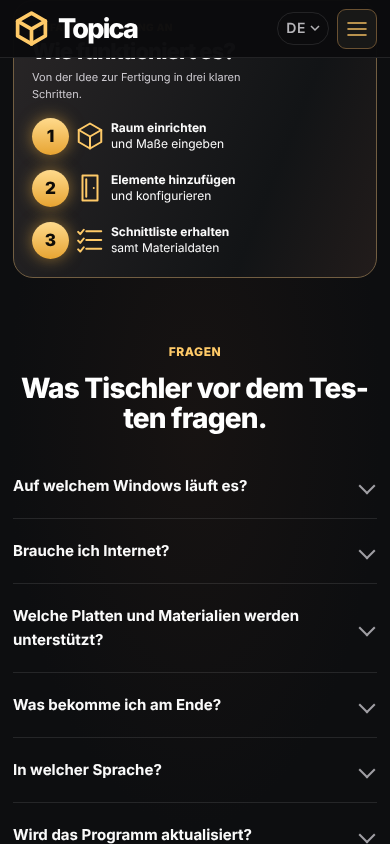 Topica
DE
Wie funktioniert es?
Von der Idee zur Fertigung in drei klaren
Schritten.
1
Raum einrichten
und Maße eingeben
2
Elemente hinzufügen
und konfigurieren
3
Schnittliste erhalten
samt Materialdaten
FRAGEN
Was Tischler vor dem Tes-
ten fragen.
Auf welchem Windows läuft es?
Brauche ich Internet?
Welche Platten und Materialien werden
unterstützt?
Was bekomme ich am Ende?
In welcher Sprache?
Wird das Programm aktualisiert?